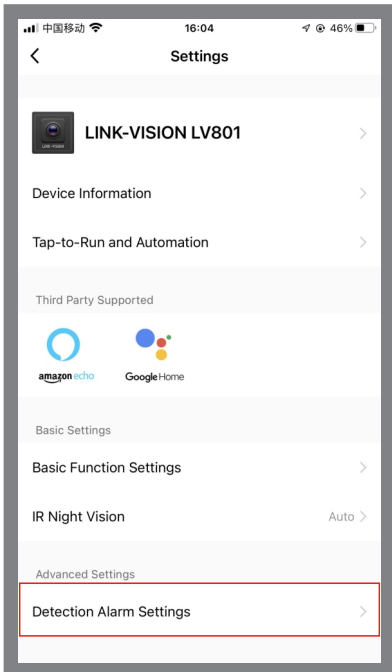 中国移动 16:04 46%
Settings
LINK-VISION LV801
Device Information
Tap-to-Run and Automation
Third Party Supported
amazon echo Google Home
Basic Settings
Basic Function Settings
IR Night Vision Auto
Advanced Settings
Detection Alarm Settings